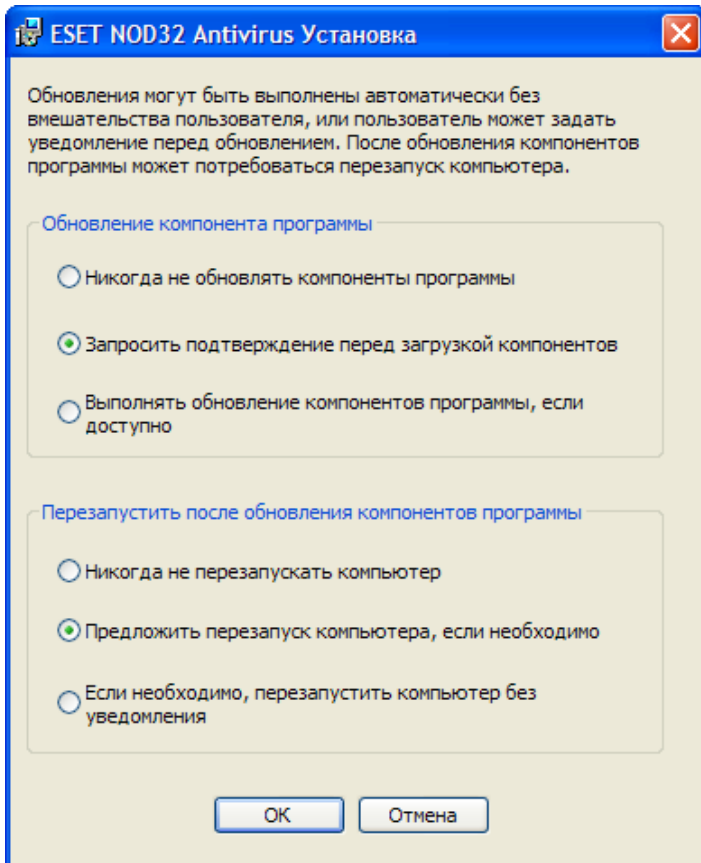 ESET NOD32 Antivirus Установка
Обновления могут быть выполнены автоматически без
вмешательства пользователя, или пользователь может задать
уведомление перед обновлением. После обновления компонентов
программы может потребоваться перезапуск компьютера.
Обновление компонента программы
Никогда не обновлять компоненты программы
Запросить подтверждение перед загрузкой компонентов
Выполнять обновление компонентов программы, если
доступно
Перезапустить после обновления компонентов программы
Никогда не перезапускать компьютер
Предложить перезапуск компьютера, если необходимо
Если необходимо, перезапустить компьютер без
уведомления
ОК Отмена